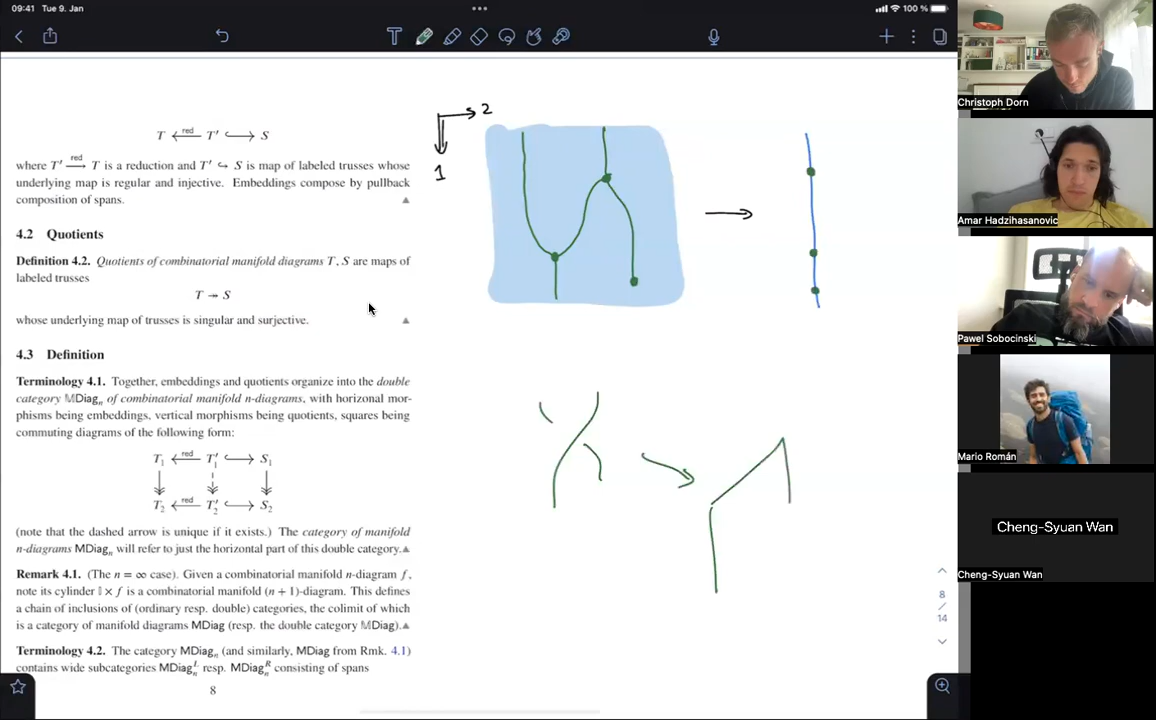 09:41 Tue 9. Jan
100 %
T ←red T′ ↪ S
where T′ →red T is a reduction and T′ ↪ S is map of labeled trusses whose
underlying map is regular and injective. Embeddings compose by pullback
composition of spans. ▲
4.2 Quotients
Definition 4.2. Quotients of combinatorial manifold diagrams T, S are maps of
labeled trusses
T ↠ S
whose underlying map of trusses is singular and surjective. ▲
4.3 Definition
Terminology 4.1. Together, embeddings and quotients organize into the double
category 𝕄Diagₙ of combinatorial manifold n-diagrams, with horizonal mor-
phisms being embeddings, vertical morphisms being quotients, squares being
commuting diagrams of the following form:
T₁ ←red T′₁ ↪ S₁
T₂ ←red T′₂ ↪ S₂
(note that the dashed arrow is unique if it exists.) The category of manifold
n-diagrams MDiagₙ will refer to just the horizontal part of this double category.▲
Remark 4.1. (The n = ∞ case). Given a combinatorial manifold n-diagram f,
note its cylinder 𝕀 × f is a combinatorial manifold (n + 1)-diagram. This defines
a chain of inclusions of (ordinary resp. double) categories, the colimit of which
is a category of manifold diagrams MDiag (resp. the double category 𝕄Diag).▲
Terminology 4.2. The category MDiagₙ (and similarly, MDiag from Rmk. 4.1)
contains wide subcategories MDiagₙᴸ resp. MDiagₙᴿ consisting of spans
8
2
1
8
/
14
Christoph Dorn
Amar Hadzihasanovic
Pawel Sobocinski
Mario Román
Cheng-Syuan Wan
Cheng-Syuan Wan